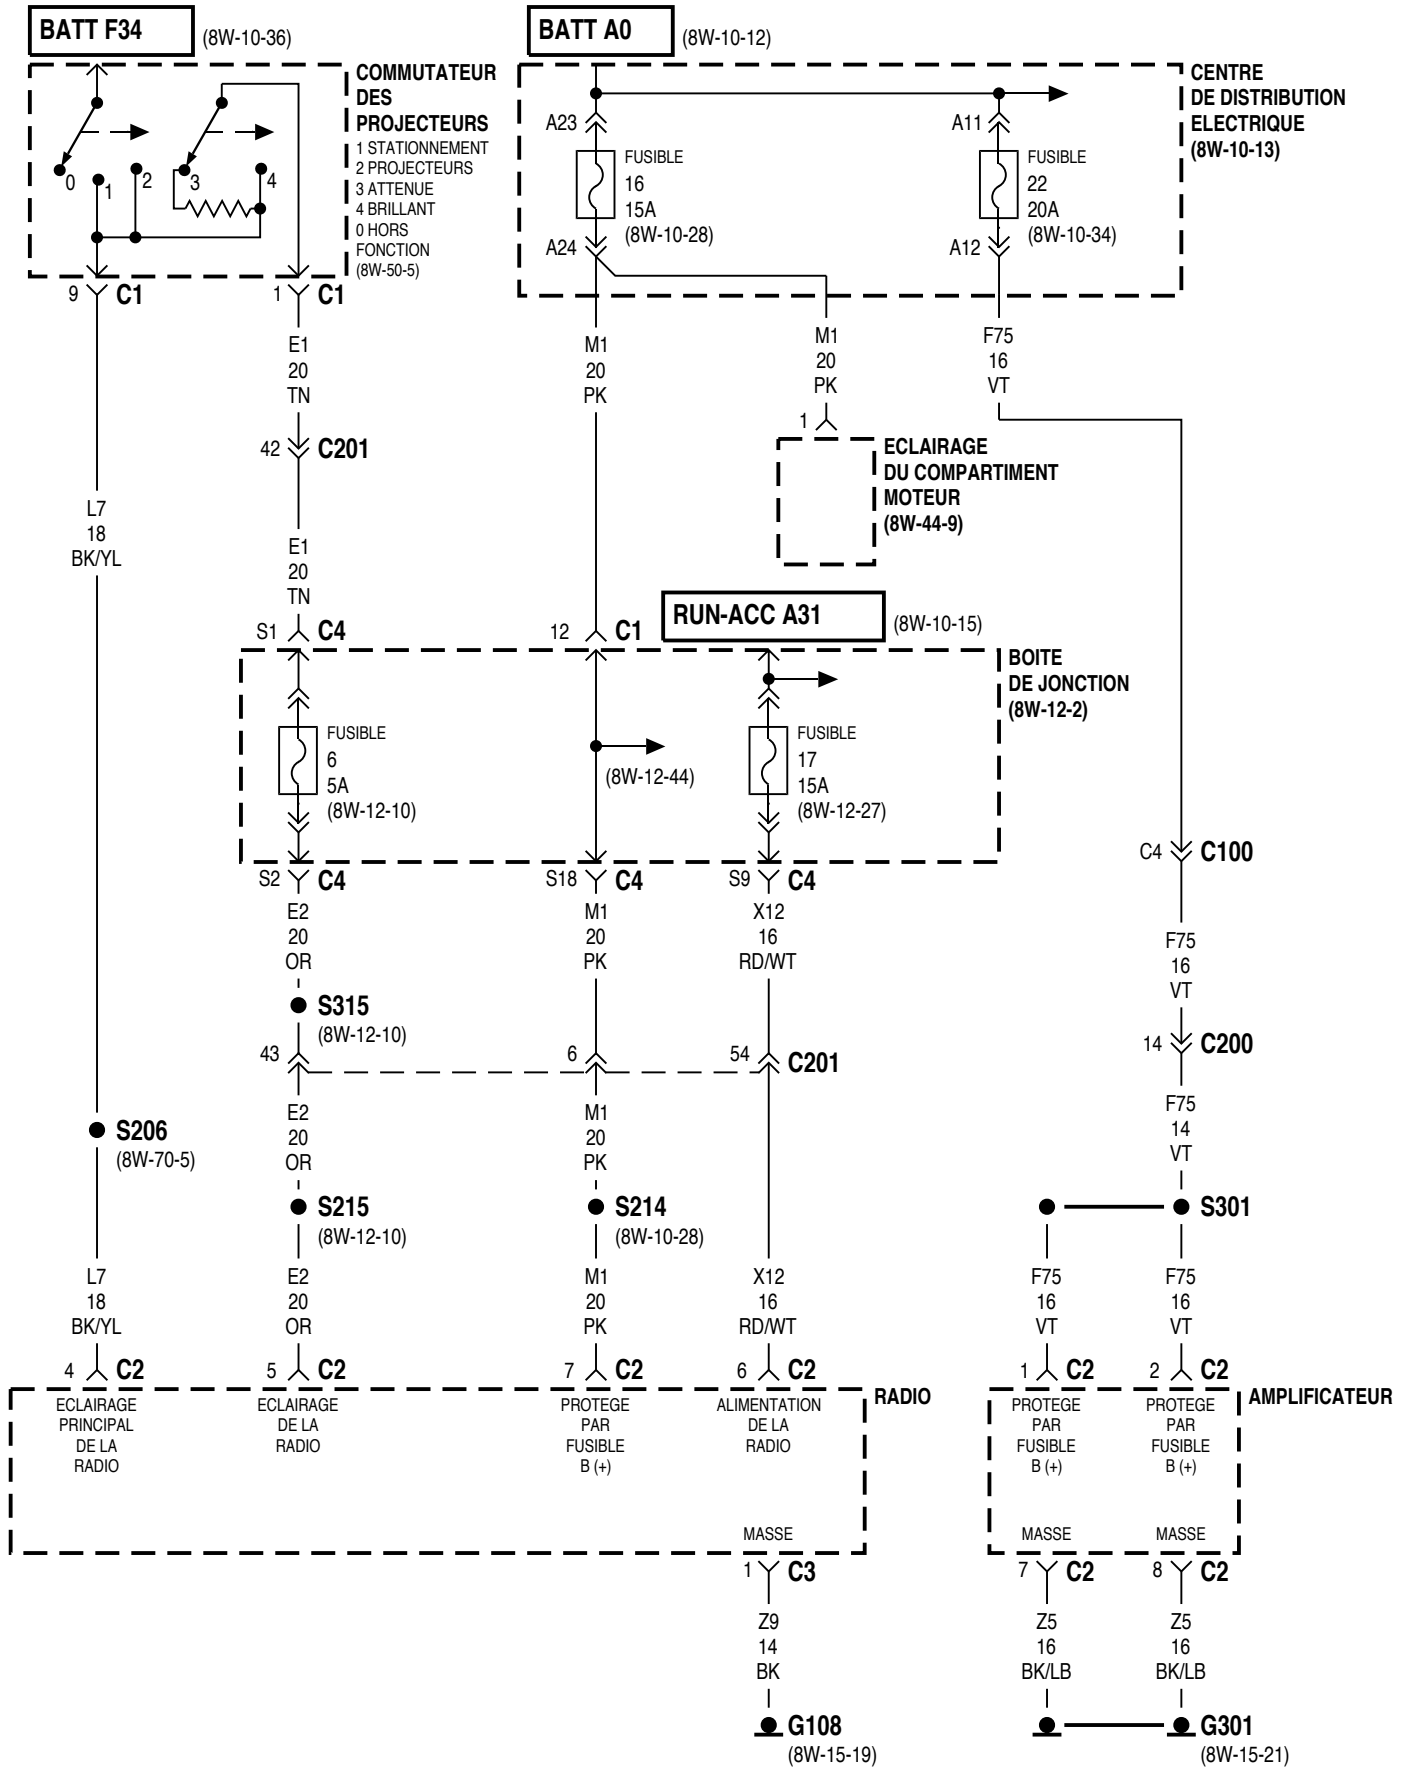 BATT F34
(8W-10-36)
BATT A0
(8W-10-12)
COMMUTATEUR
DES
PROJECTEURS
1 STATIONNEMENT
2 PROJECTEURS
3 ATTENUE
4 BRILLANT
0 HORS
FONCTION
(8W-50-5)
0
1
2
3
4
CENTRE
DE DISTRIBUTION
ELECTRIQUE
(8W-10-13)
A23
FUSIBLE
16
15A
(8W-10-28)
A24
A11
FUSIBLE
22
20A
(8W-10-34)
A12
9 C1
1 C1
E1
20
TN
M1
20
PK
M1
20
PK
F75
16
VT
42 C201
1
ECLAIRAGE
DU COMPARTIMENT
MOTEUR
(8W-44-9)
L7
18
BK/YL
E1
20
TN
S1 C4
12 C1
RUN-ACC A31
(8W-10-15)
BOITE
DE JONCTION
(8W-12-2)
FUSIBLE
6
5A
(8W-12-10)
(8W-12-44)
FUSIBLE
17
15A
(8W-12-27)
S2 C4
S18 C4
S9 C4
C4 C100
E2
20
OR
M1
20
PK
X12
16
RD/WT
F75
16
VT
S315
(8W-12-10)
43
6
54 C201
14 C200
E2
20
OR
M1
20
PK
F75
14
VT
S206
(8W-70-5)
S215
(8W-12-10)
S214
(8W-10-28)
S301
L7
18
BK/YL
E2
20
OR
M1
20
PK
X12
16
RD/WT
F75
16
VT
F75
16
VT
4 C2
5 C2
7 C2
6 C2
1 C2
2 C2
RADIO
AMPLIFICATEUR
ECLAIRAGE
PRINCIPAL
DE LA
RADIO
ECLAIRAGE
DE LA
RADIO
PROTEGE
PAR
FUSIBLE
B (+)
ALIMENTATION
DE LA
RADIO
PROTEGE
PAR
FUSIBLE
B (+)
PROTEGE
PAR
FUSIBLE
B (+)
MASSE
MASSE
MASSE
1 C3
7 C2
8 C2
Z9
14
BK
Z5
16
BK/LB
Z5
16
BK/LB
G108
(8W-15-19)
G301
(8W-15-21)